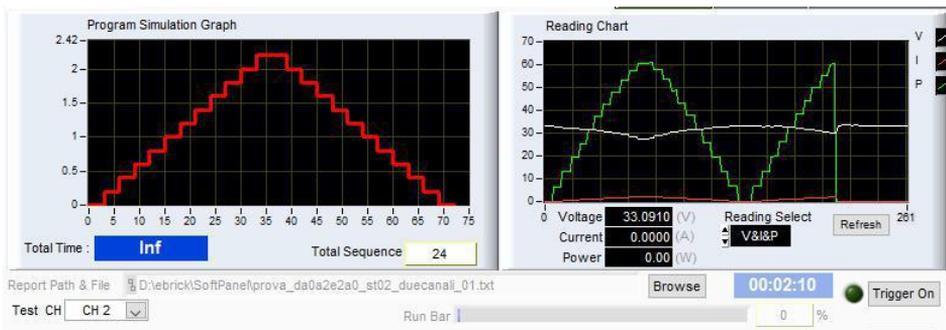 Program Simulation Graph
2.42
2
1.5
1
0.5
0
0 5 10 15 20 25 30 35 40 45 50 55 60 65 70 75
Total Time : Inf
Total Sequence 24
Reading Chart
70
60
50
40
30
20
10
0
0 261
V
I
P
Voltage 33.0910 (V)
Current 0.0000 (A)
Power 0.00 (W)
Reading Select
V&I&P
Refresh
Report Path & File D:\ebrick\SoftPanel\prova_da0a2e2a0_st02_duecanali_01.txt
Browse
00:02:10
Trigger On
Test CH CH 2
Run Bar 0 %